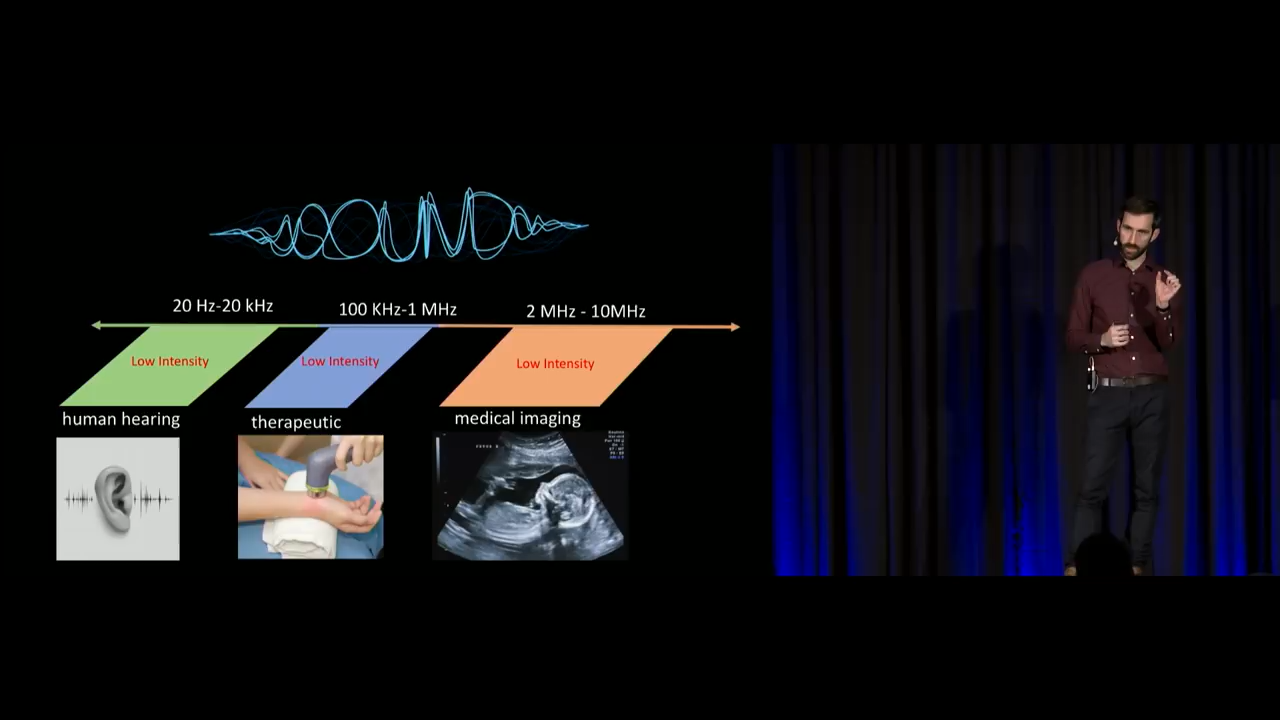 SOUND
20 Hz-20 kHz
100 KHz-1 MHz
2 MHz - 10MHz
Low Intensity
Low Intensity
Low Intensity
human hearing
therapeutic
medical imaging